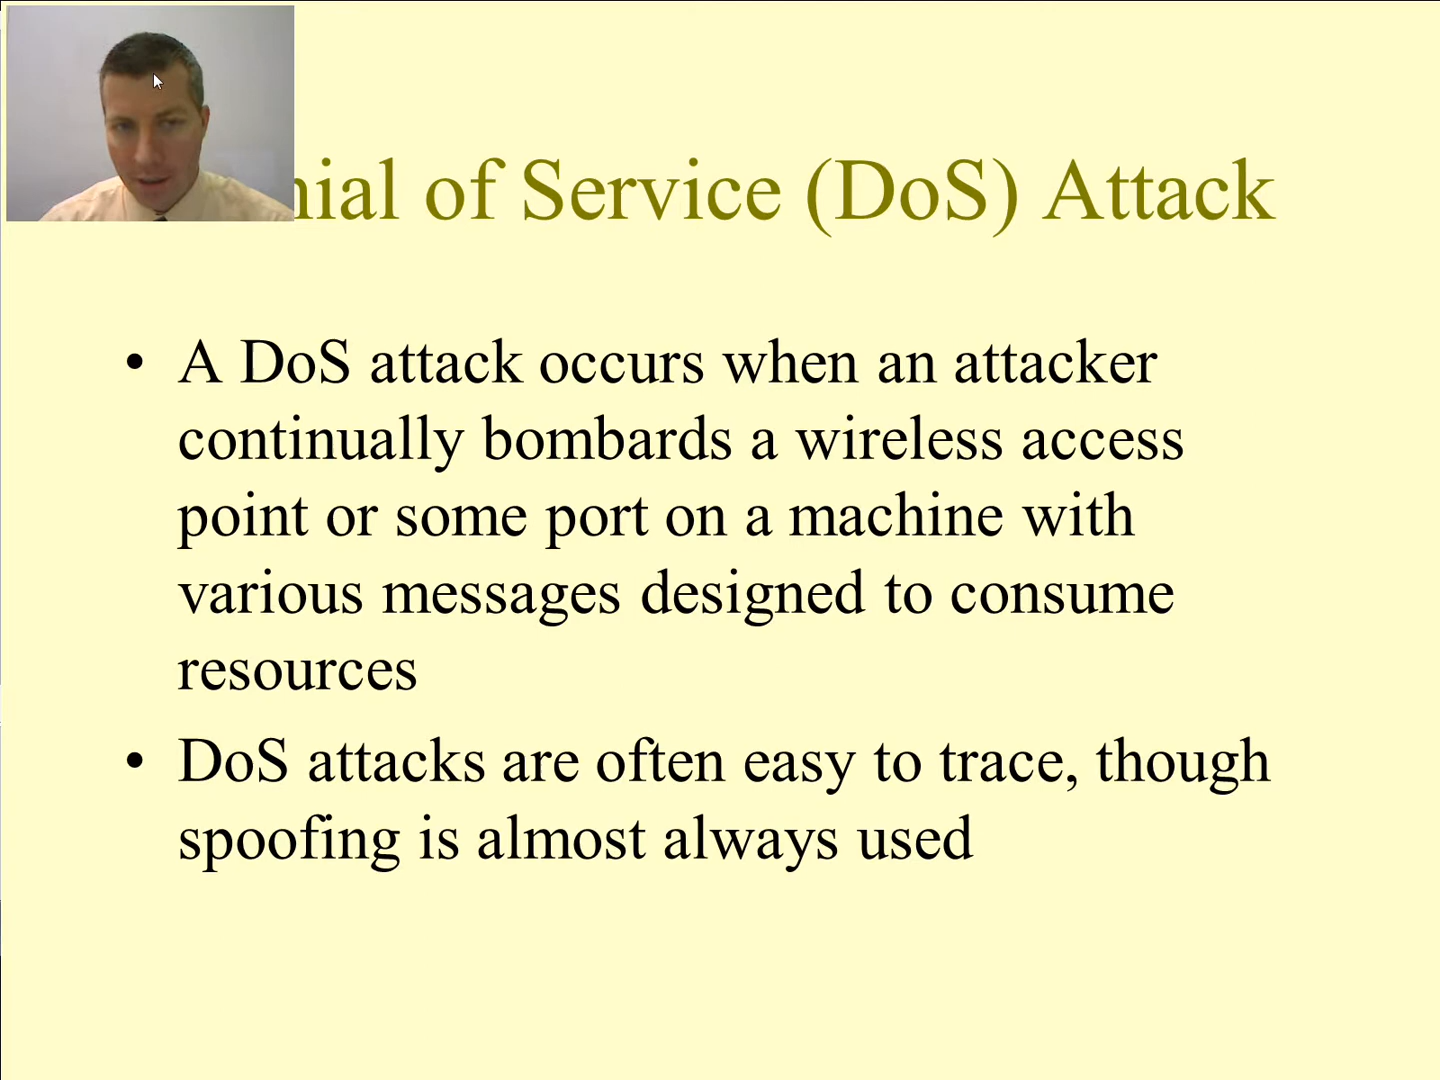 nial of Service (DoS) Attack
• A DoS attack occurs when an attacker
continually bombards a wireless access
point or some port on a machine with
various messages designed to consume
resources
• DoS attacks are often easy to trace, though
spoofing is almost always used